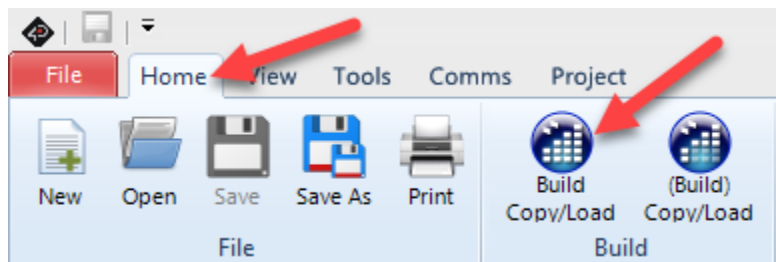 File Home View Tools Comms Project
New Open Save Save As Print Build Copy/Load (Build) Copy/Load
File Build